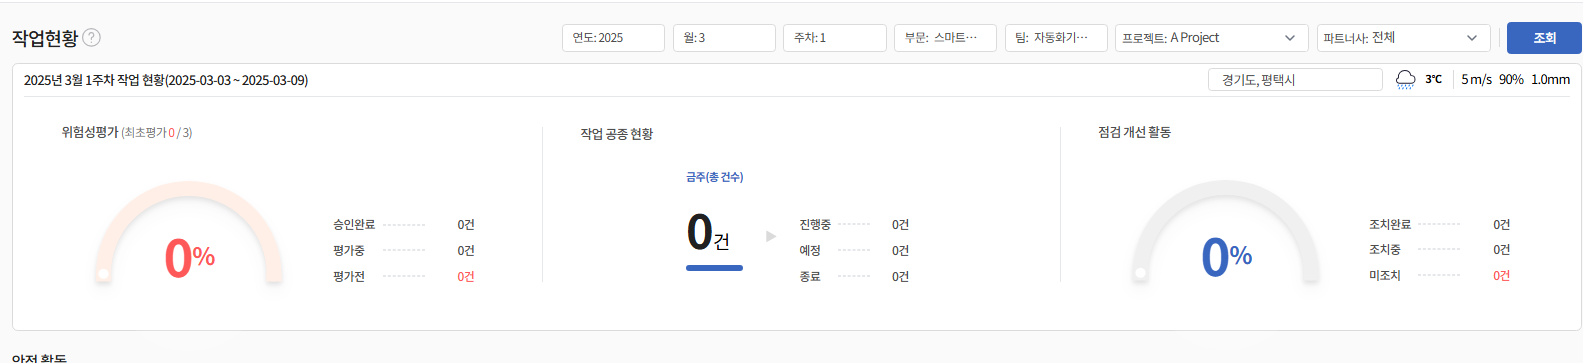 작업현황 ?
연도: 2025 월: 3 주차: 1 부문: 스마트… 팀: 자동화기… 프로젝트: A Project 파트너사: 전체 조회
2025년 3월 1주차 작업 현황(2025-03-03 ~ 2025-03-09)
경기도, 평택시 3℃ 5 m/s 90% 1.0mm
위험성평가 (최초평가 0 / 3)
0%
승인완료 0건
평가중 0건
평가전 0건
작업 공종 현황
금주(총 건수)
0건
진행중 0건
예정 0건
종료 0건
점검 개선 활동
0%
조치완료 0건
조치중 0건
미조치 0건
안전 활동